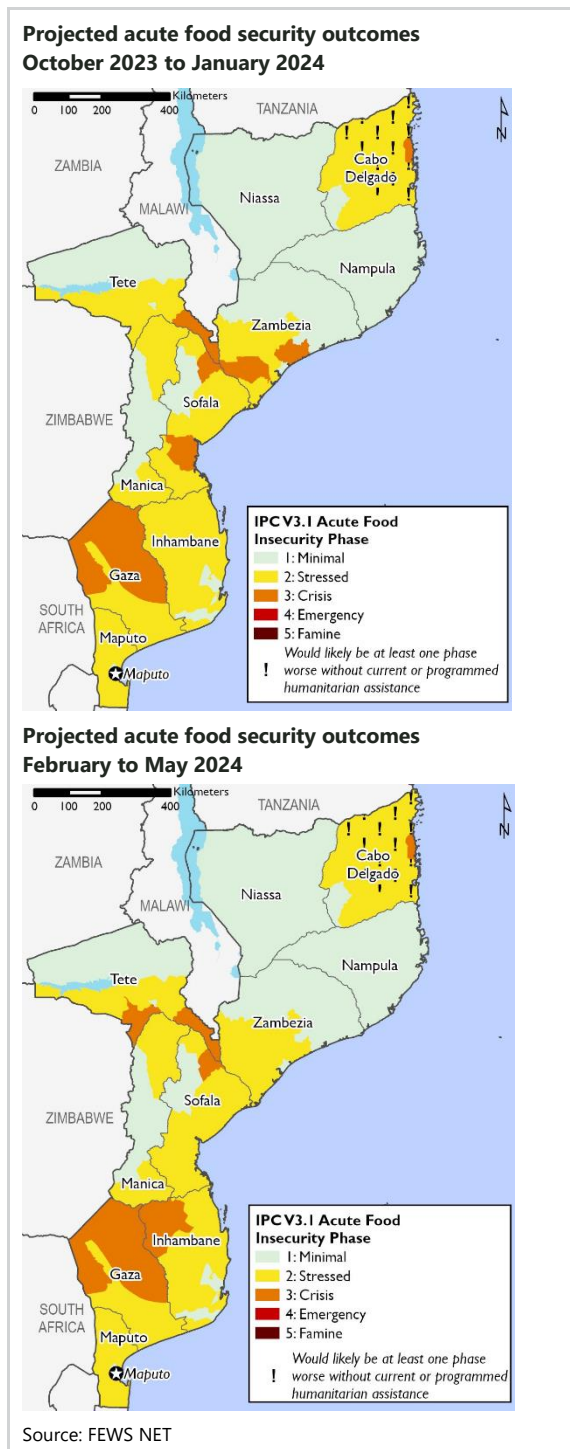 Projected acute food security outcomes
October 2023 to January 2024
Kilometers
0 100 200 400
TANZANIA
N
ZAMBIA
Cabo
Delgado
MALAWI
Niassa
Nampula
Tete
Zambezia
Sofala
ZIMBABWE
Manica
IPC V3.1 Acute Food
Insecurity Phase
1: Minimal
2: Stressed
3: Crisis
4: Emergency
5: Famine
Would likely be at least one phase
! worse without current or programmed
humanitarian assistance
Inhambane
Gaza
SOUTH
AFRICA
Maputo
Maputo
Projected acute food security outcomes
February to May 2024
Kilometers
0 100 200 400
TANZANIA
N
ZAMBIA
Cabo
Delgado
MALAWI
Niassa
Nampula
Tete
Zambezia
Sofala
ZIMBABWE
Manica
IPC V3.1 Acute Food
Insecurity Phase
1: Minimal
2: Stressed
3: Crisis
4: Emergency
5: Famine
Would likely be at least one phase
! worse without current or programmed
humanitarian assistance
Inhambane
Gaza
SOUTH
AFRICA
Maputo
Maputo
Source: FEWS NET